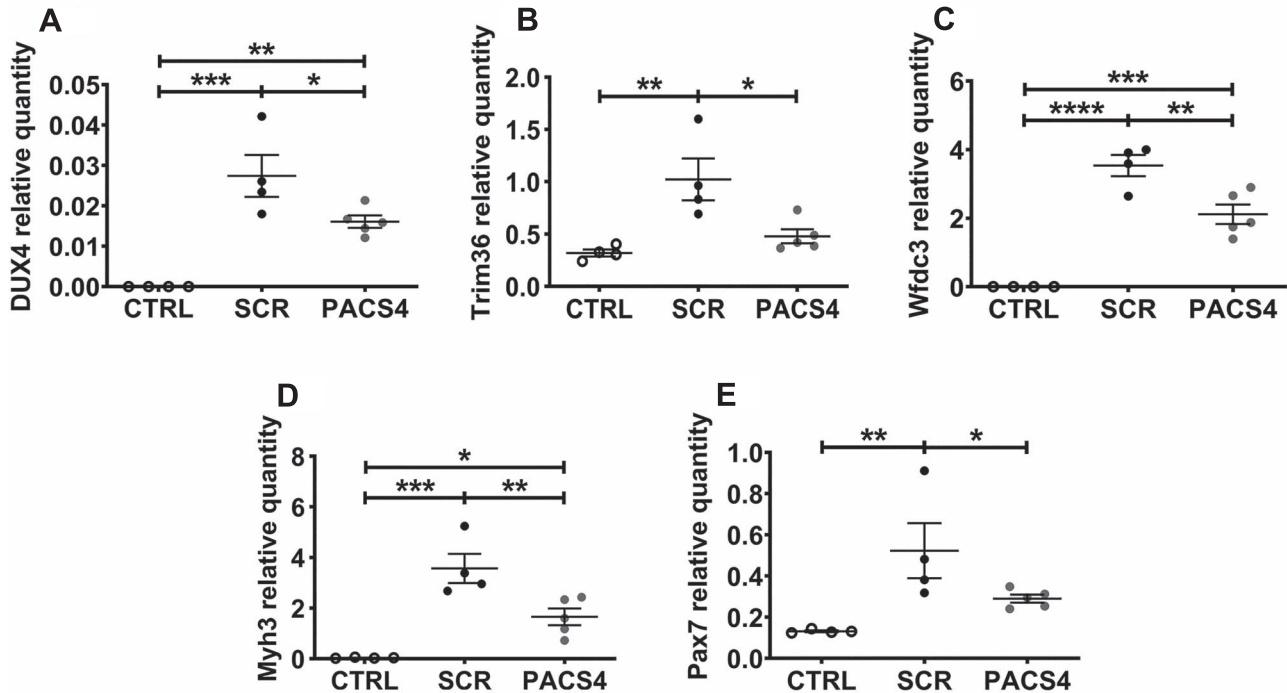 A
DUX4 relative quantity
**
***
*
0.05
0.04
0.03
0.02
0.01
0.00
CTRL SCR PACS4
B
Trim36 relative quantity
**
*
2.0
1.5
1.0
0.5
0.0
CTRL SCR PACS4
C
Wfdc3 relative quantity
***
****
**
6
4
2
0
CTRL SCR PACS4
D
Myh3 relative quantity
*
***
**
8
6
4
2
0
CTRL SCR PACS4
E
Pax7 relative quantity
**
*
1.0
0.8
0.6
0.4
0.2
0.0
CTRL SCR PACS4